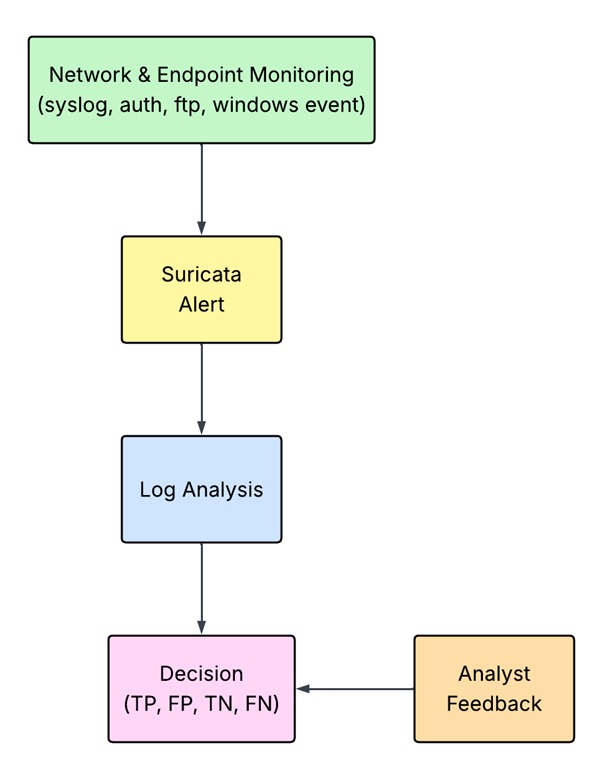 Network & Endpoint Monitoring
(syslog, auth, ftp, windows event)
Suricata
Alert
Log Analysis
Decision
(TP, FP, TN, FN)
Analyst
Feedback